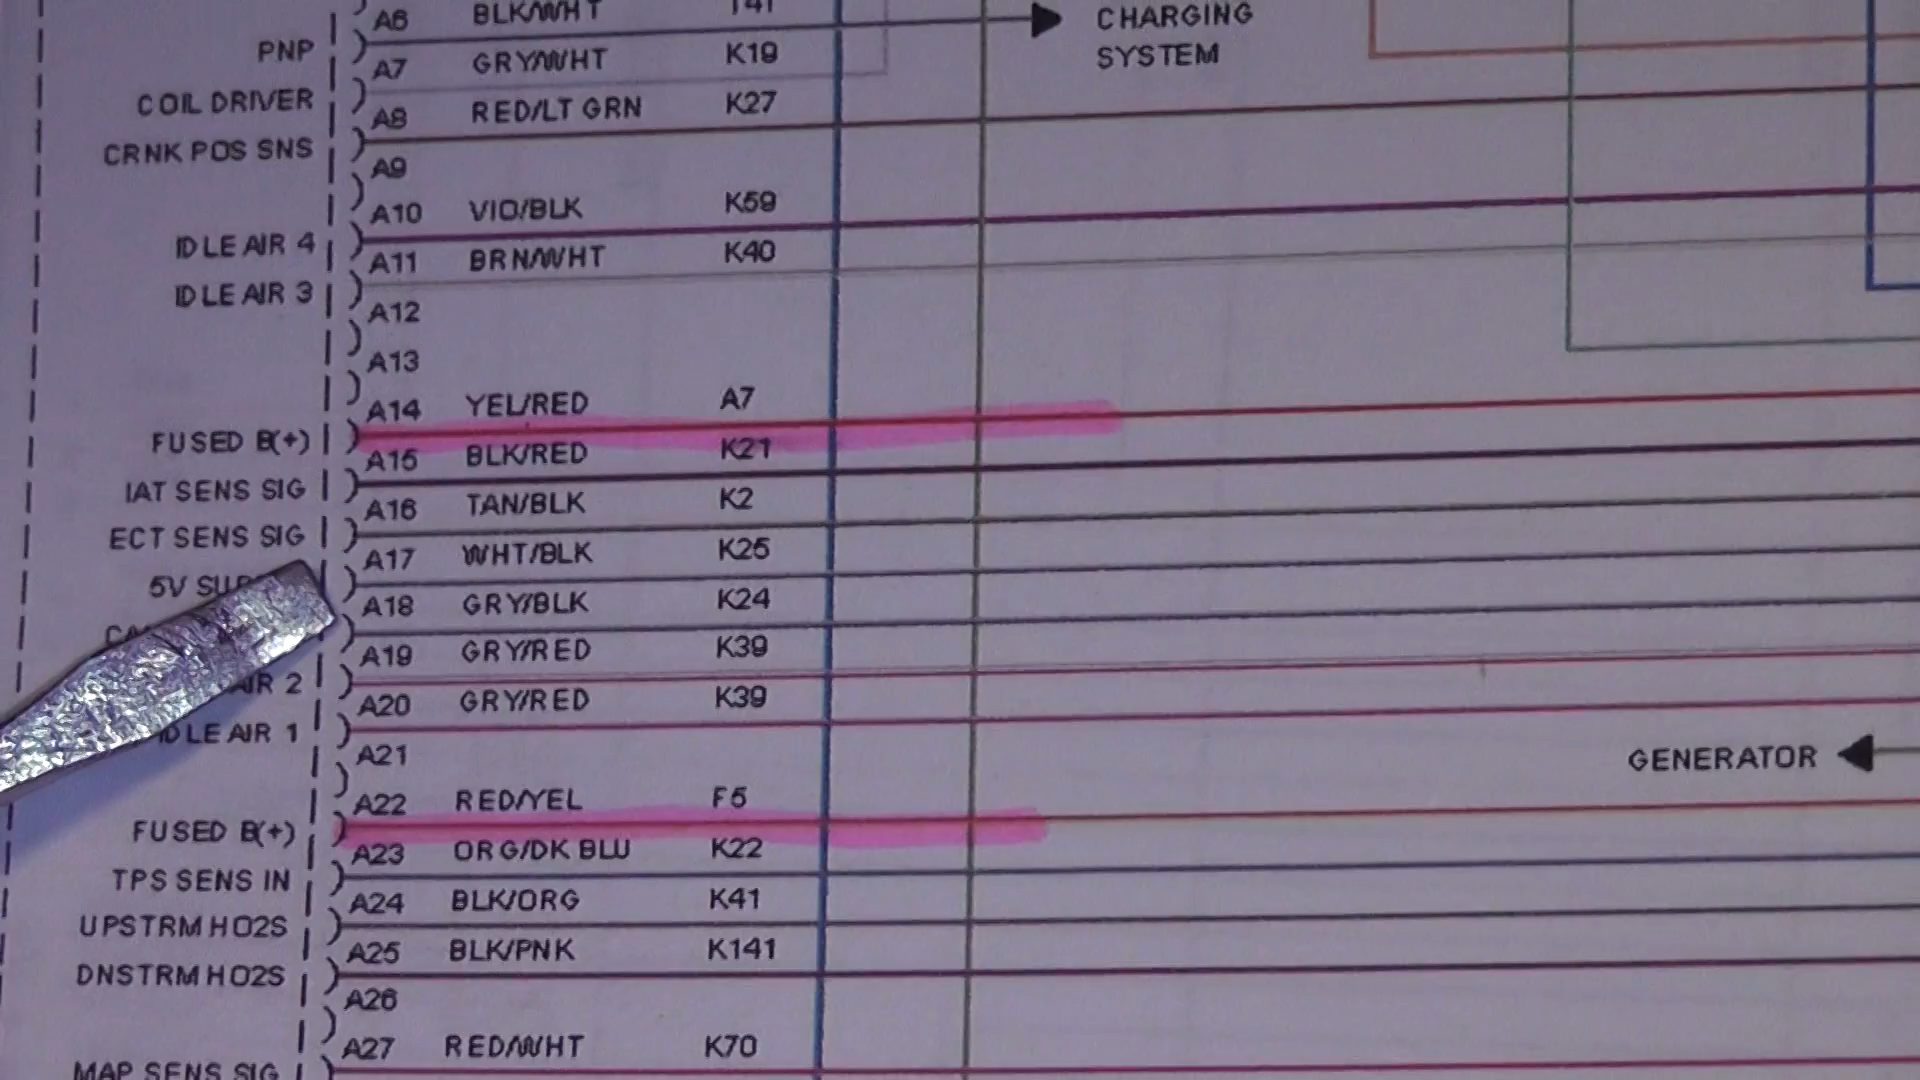 A6 BLK/WHT T41
CHARGING
SYSTEM
PNP A7 GRY/WHT K19
COIL DRIVER A8 RED/LT GRN K27
CRNK POS SNS A9
A10 VIO/BLK K59
IDLE AIR 4 A11 BRN/WHT K40
IDLE AIR 3 A12
A13
A14 YEL/RED A7
FUSED B(+) A15 BLK/RED K21
IAT SENS SIG A16 TAN/BLK K2
ECT SENS SIG A17 WHT/BLK K25
5V A18 GRY/BLK K24
A19 GRY/RED K39
AIR 2 A20 GRY/RED K39
IDLE AIR 1 A21
GENERATOR
A22 RED/YEL F5
FUSED B(+) A23 ORG/DK BLU K22
TPS SENS IN A24 BLK/ORG K41
UPSTRM HO2S A25 BLK/PNK K141
DNSTRM HO2S A26
A27 RED/WHT K70
MAP SENS SIG